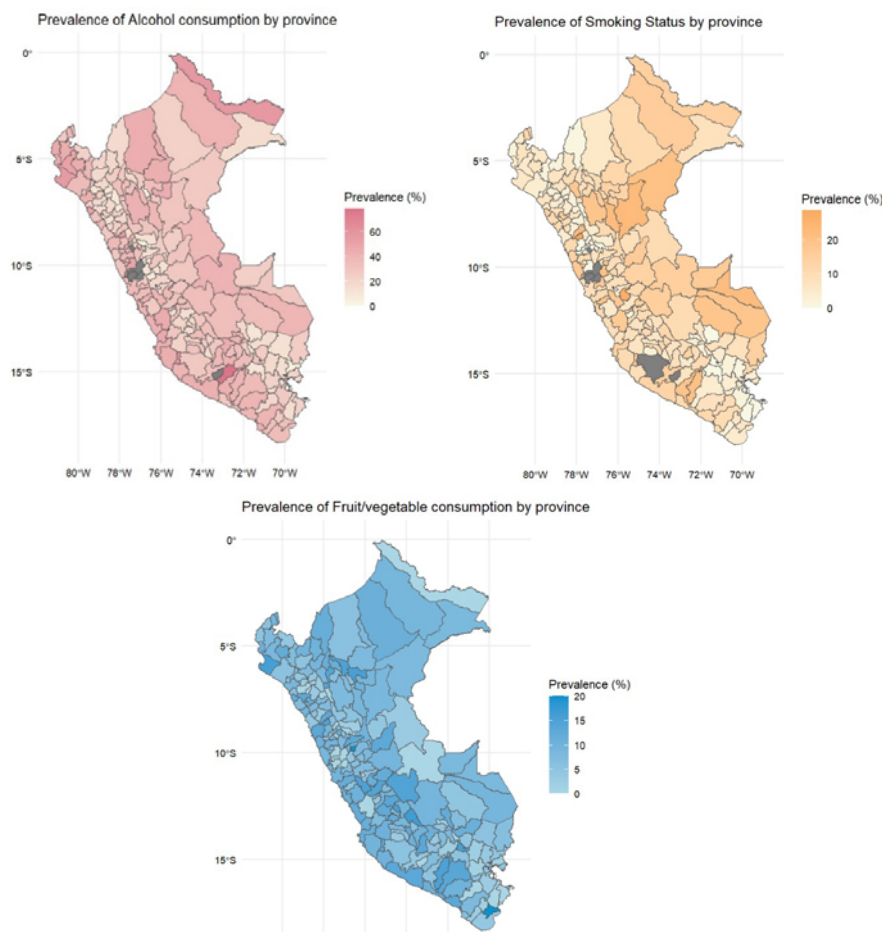 Prevalence of Alcohol consumption by province
0°
5°S
10°S
15°S
80°W 78°W 76°W 74°W 72°W 70°W
Prevalence (%)
60
40
20
0
Prevalence of Smoking Status by province
0°
5°S
10°S
15°S
80°W 78°W 76°W 74°W 72°W 70°W
Prevalence (%)
20
10
0
Prevalence of Fruit/vegetable consumption by province
0°
5°S
10°S
15°S
Prevalence (%)
20
15
10
5
0